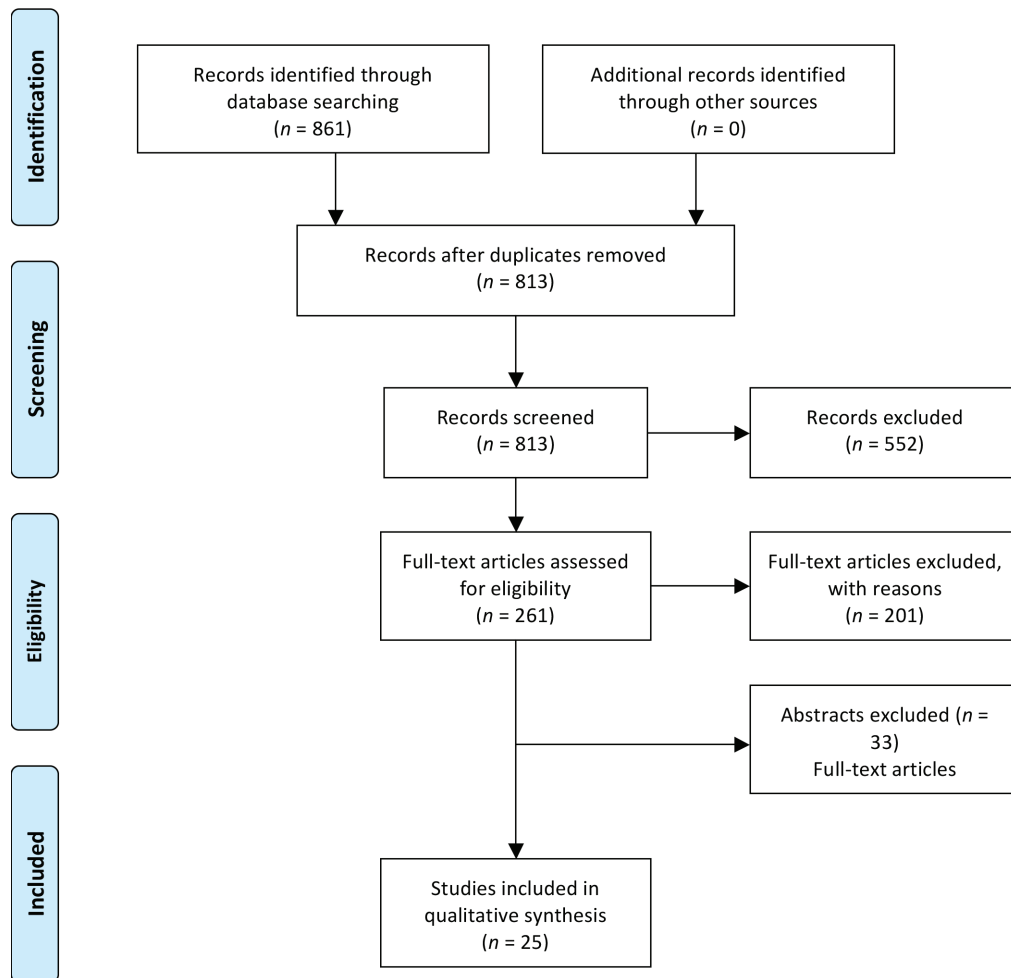 Identification
Records identified through
database searching
(n = 861)
Additional records identified
through other sources
(n = 0)
Records after duplicates removed
(n = 813)
Screening
Records screened
(n = 813)
Records excluded
(n = 552)
Eligibility
Full-text articles assessed
for eligibility
(n = 261)
Full-text articles excluded,
with reasons
(n = 201)
Abstracts excluded (n =
33)
Full-text articles
Included
Studies included in
qualitative synthesis
(n = 25)